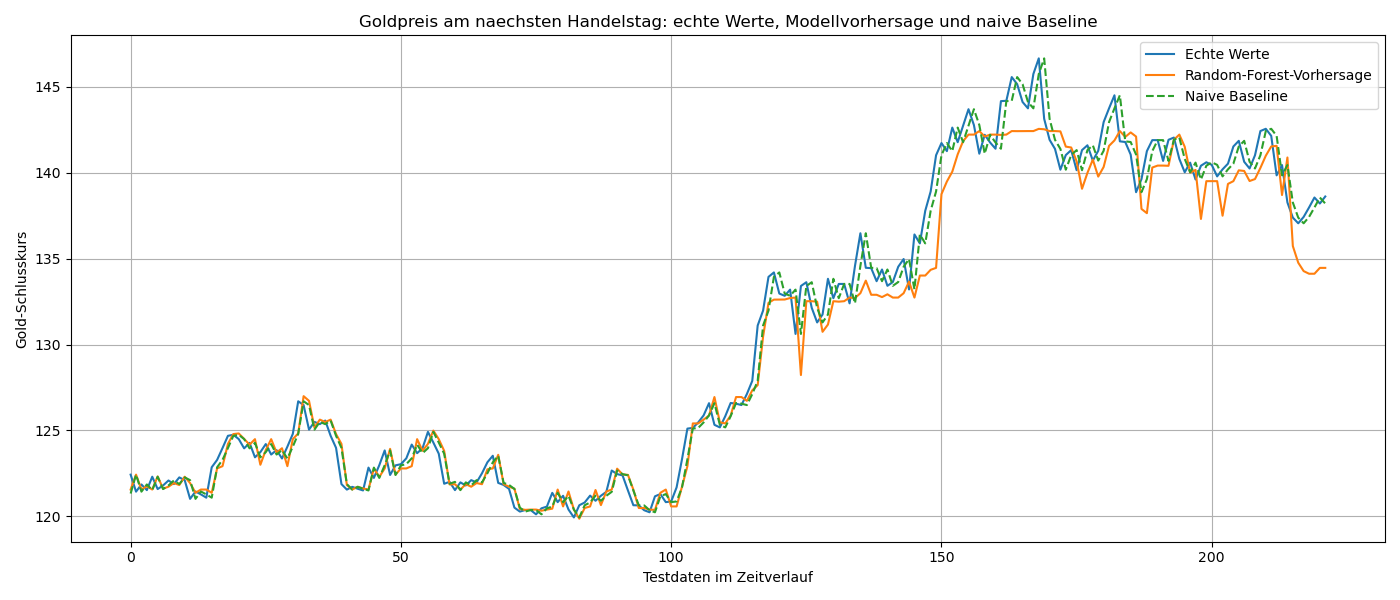 Goldpreis am naechsten Handelstag: echte Werte, Modellvorhersage und naive Baseline
Echte Werte
Random-Forest-Vorhersage
Naive Baseline
Gold-Schlusskurs
145
140
135
130
125
120
0
50
100
150
200
Testdaten im Zeitverlauf